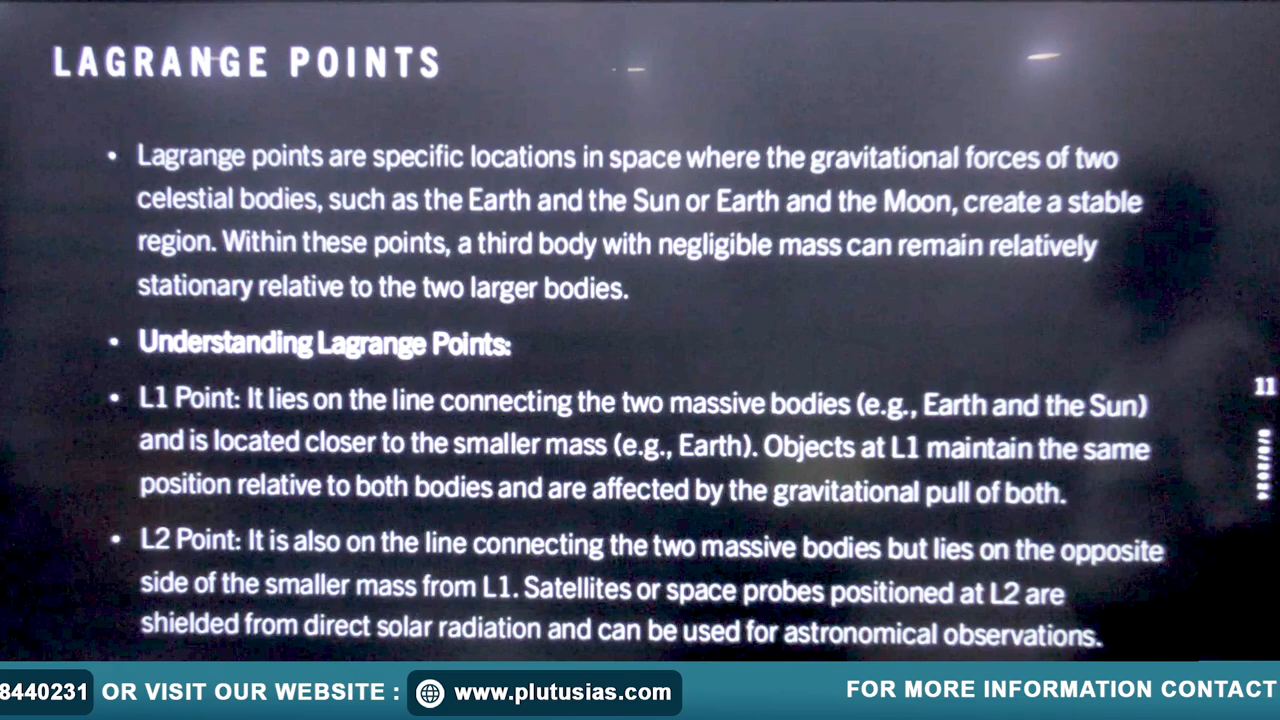 LAGRANGE POINTS
• Lagrange points are specific locations in space where the gravitational forces of two
celestial bodies, such as the Earth and the Sun or Earth and the Moon, create a stable
region. Within these points, a third body with negligible mass can remain relatively
stationary relative to the two larger bodies.
• Understanding Lagrange Points:
• L1 Point: It lies on the line connecting the two massive bodies (e.g., Earth and the Sun)
and is located closer to the smaller mass (e.g., Earth). Objects at L1 maintain the same
position relative to both bodies and are affected by the gravitational pull of both.
• L2 Point: It is also on the line connecting the two massive bodies but lies on the opposite
side of the smaller mass from L1. Satellites or space probes positioned at L2 are
shielded from direct solar radiation and can be used for astronomical observations.
11
8440231 OR VISIT OUR WEBSITE : www.plutusias.com
FOR MORE INFORMATION CONTACT